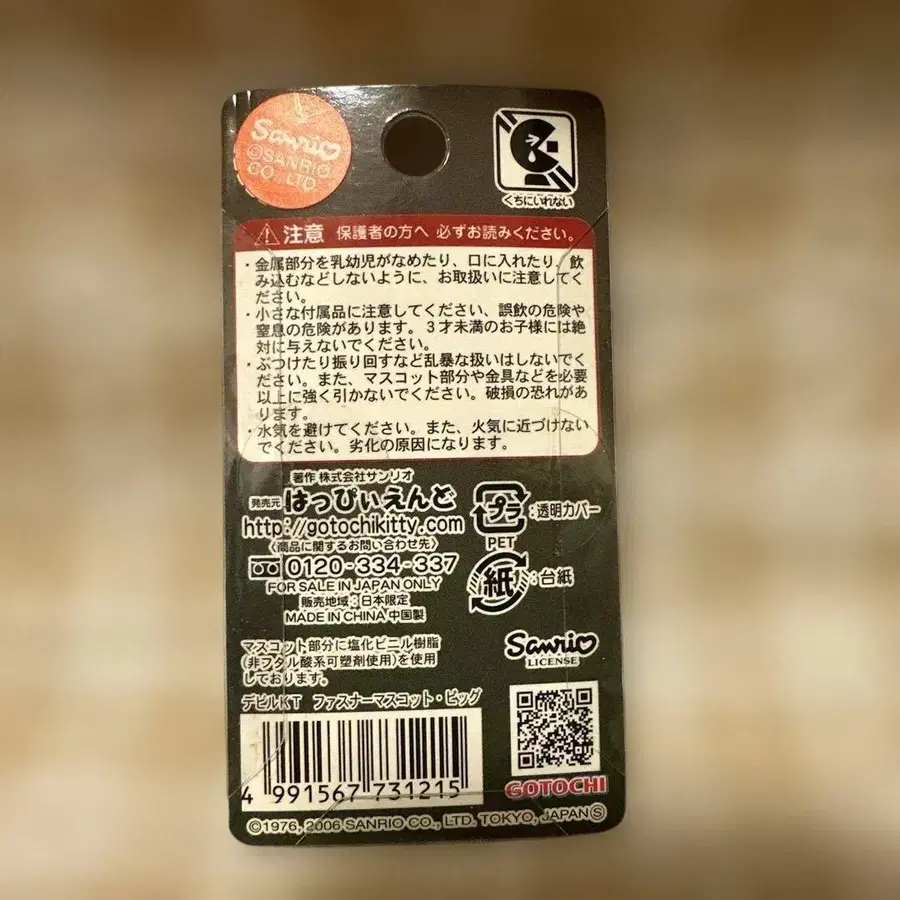 Sanrio
©SANRIO
CO., LTD.
くちにいれない
注意 保護者の方へ 必ずお読みください。
・金属部分を乳幼児がなめたり、口に入れたり、飲
み込むなどしないように、お取扱いに注意してく
ださい。
・小さな付属品に注意してください、誤飲の危険や
窒息の危険があります。3才未満のお子様には絶
対に与えないでください。
・ぶつけたり振り回すなど乱暴な扱いはしないでく
ださい。また、マスコット部分や金具などを必要
以上に強く引かないでください。破損の恐れがあ
ります。
・水気を避けてください。また、火気に近づけない
でください。劣化の原因になります。
著作 株式会社サンリオ
発売元 はっぴぃえんど
http://gotochikitty.com
〈商品に関するお問い合わせ先〉
0120-334-337
FOR SALE IN JAPAN ONLY
販売地域:日本限定
MADE IN CHINA 中国製
プラ :透明カバー
PET
紙 :台紙
マスコット部分に塩化ビニル樹脂
(非フタル酸系可塑剤使用)を使用
しております。
Sanrio
LICENSE
デビルKT ファスナーマスコット・ビッグ
4 991567 731215
GOTOCHI
©1976, 2006 SANRIO CO., LTD. TOKYO, JAPAN Ⓢ